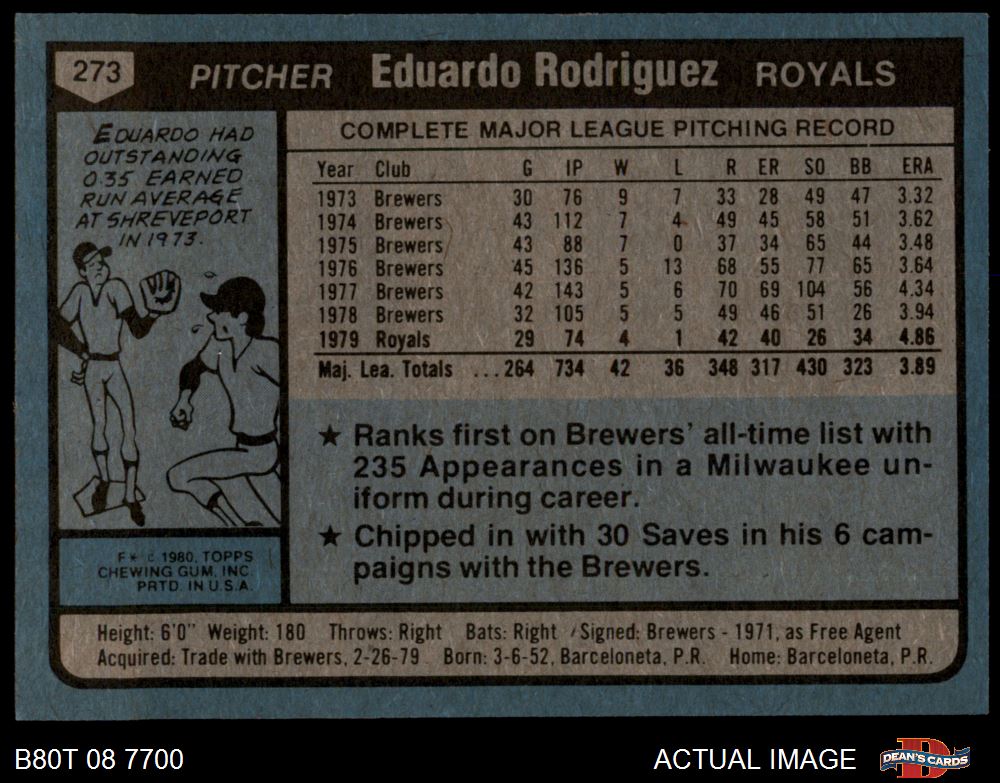 273 PITCHER Eduardo Rodriguez ROYALS
EDUARDO HAD
OUTSTANDING
0.35 EARNED
RUN AVERAGE
AT SHREVEPORT
IN 1973.
COMPLETE MAJOR LEAGUE PITCHING RECORD
Year Club G IP W L R ER SO BB ERA
1973 Brewers 30 76 9 7 33 28 49 47 3.32
1974 Brewers 43 112 7 4 49 45 58 51 3.62
1975 Brewers 43 88 7 0 37 34 65 44 3.48
1976 Brewers 45 136 5 13 68 55 77 65 3.64
1977 Brewers 42 143 5 6 70 69 104 56 4.34
1978 Brewers 32 105 5 5 49 46 51 26 3.94
1979 Royals 29 74 4 1 42 40 26 34 4.86
Maj. Lea. Totals ...264 734 42 36 348 317 430 323 3.89
★ Ranks first on Brewers' all-time list with
235 Appearances in a Milwaukee un-
iform during career.
★ Chipped in with 30 Saves in his 6 cam-
paigns with the Brewers.
F* © 1980, TOPPS
CHEWING GUM, INC.
PRTD. IN U.S.A.
Height: 6'0" Weight: 180 Throws: Right Bats: Right Signed: Brewers - 1971, as Free Agent
Acquired: Trade with Brewers, 2-26-79 Born: 3-6-52, Barceloneta, P.R. Home: Barceloneta, P.R.
B80T 08 7700 ACTUAL IMAGE DEAN'S CARDS